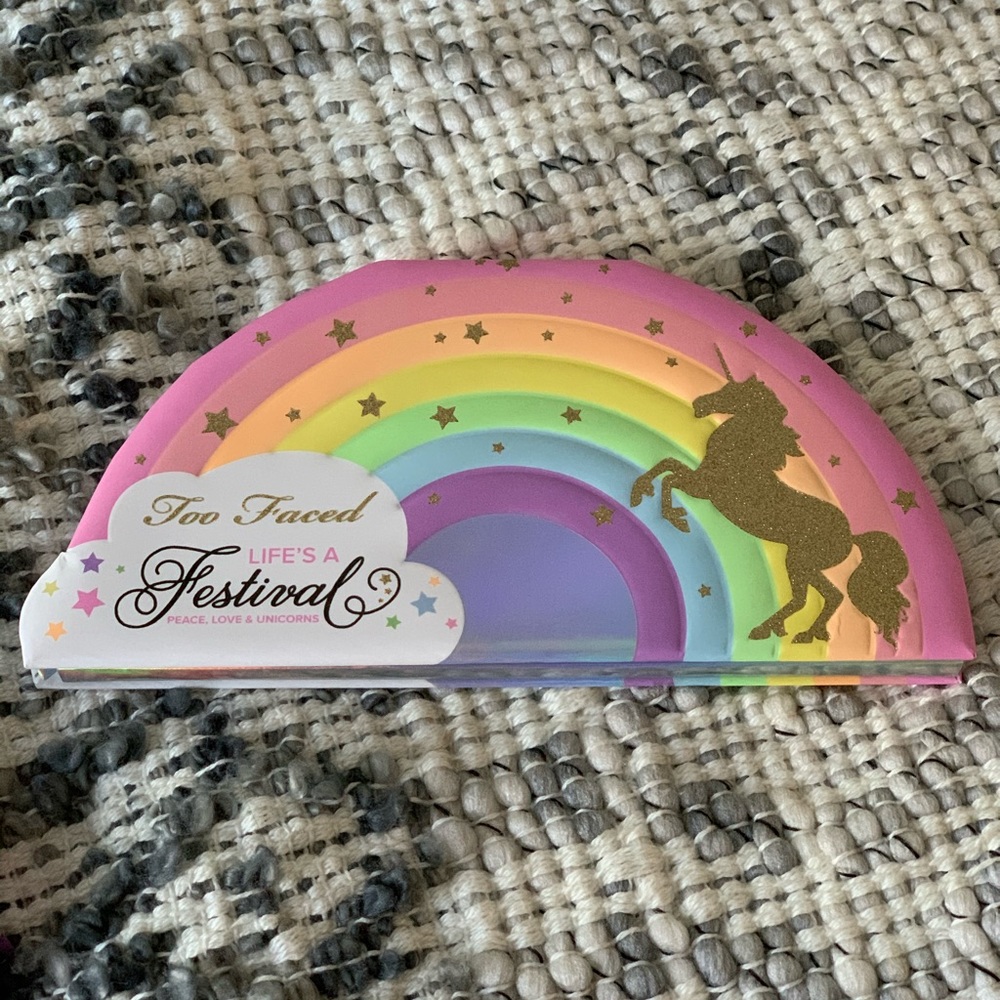 Too Faced
LIFE'S A
Festival
PEACE, LOVE & UNICORNS